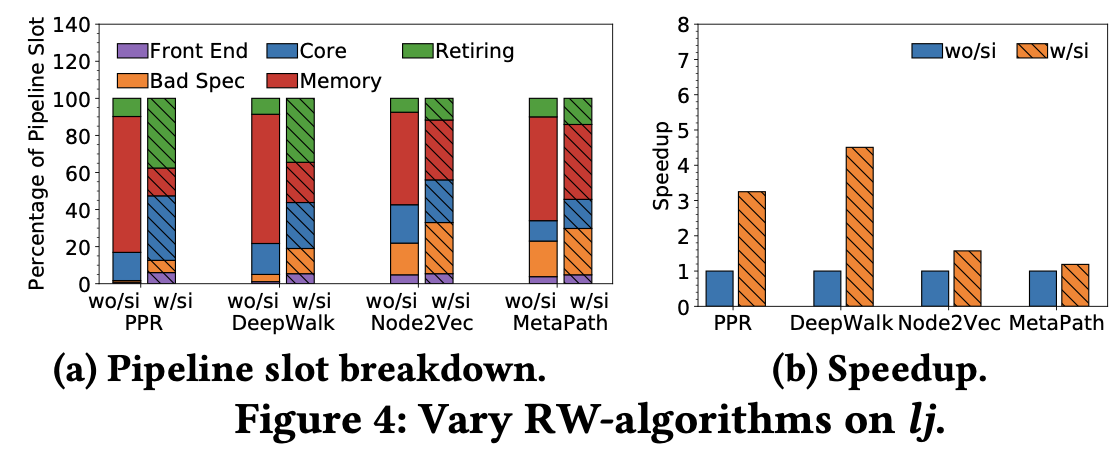 Percentage of Pipeline Slot
140
120
100
80
60
40
20
0
Front End
Core
Retiring
Bad Spec
Memory
wo/si w/si wo/si w/si wo/si w/si wo/si w/si
PPR DeepWalk Node2Vec MetaPath
(a) Pipeline slot breakdown.
Speedup
8
7
6
5
4
3
2
1
0
wo/si w/si
PPR DeepWalk Node2Vec MetaPath
(b) Speedup.
Figure 4: Vary RW-algorithms on lj.